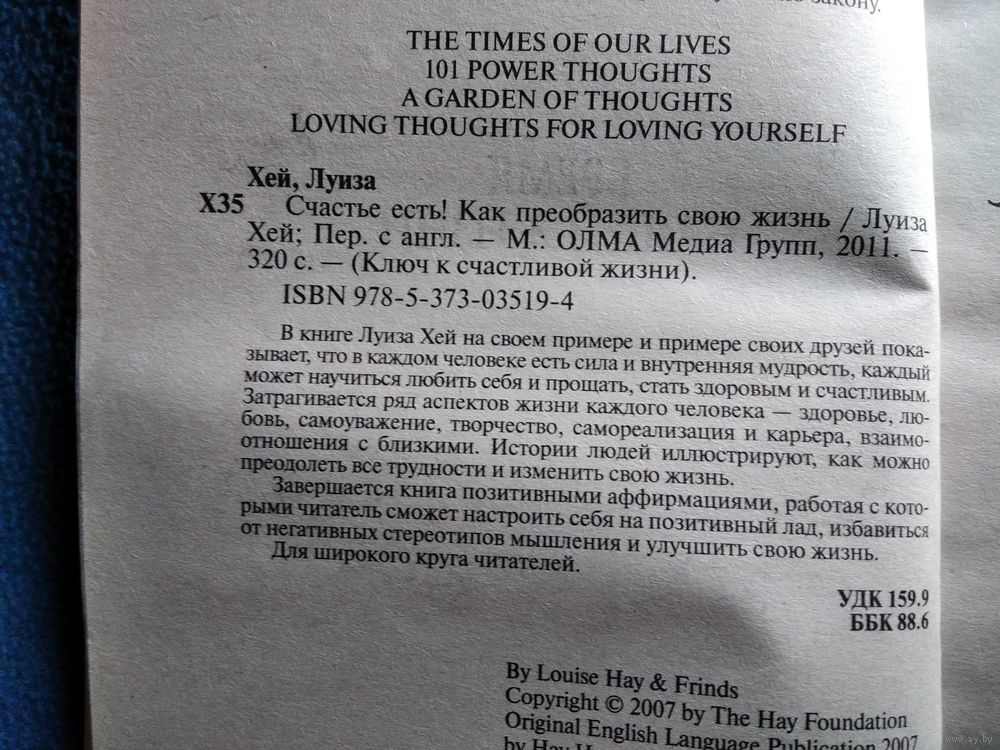 закону.
THE TIMES OF OUR LIVES
101 POWER THOUGHTS
A GARDEN OF THOUGHTS
LOVING THOUGHTS FOR LOVING YOURSELF
Хей, Луиза
Х35 Счастье есть! Как преобразить свою жизнь / Луиза
Хей; Пер. с англ. — М.: ОЛМА Медиа Групп, 2011. —
320 с. — (Ключ к счастливой жизни).
ISBN 978-5-373-03519-4
В книге Луиза Хей на своем примере и примере своих друзей пока-
зывает, что в каждом человеке есть сила и внутренняя мудрость, каждый
может научиться любить себя и прощать, стать здоровым и счастливым.
Затрагивается ряд аспектов жизни каждого человека — здоровье, лю-
бовь, самоуважение, творчество, самореализация и карьера, взаимо-
отношения с близкими. Истории людей иллюстрируют, как можно
преодолеть все трудности и изменить свою жизнь.
Завершается книга позитивными аффирмациями, работая с кото-
рыми читатель сможет настроить себя на позитивный лад, избавиться
от негативных стереотипов мышления и улучшить свою жизнь.
Для широкого круга читателей.
УДК 159.9
ББК 88.6
By Louise Hay & Frinds
Copyright © 2007 by The Hay Foundation
Original English Language Publication 2007
by Hay
www.ay.by